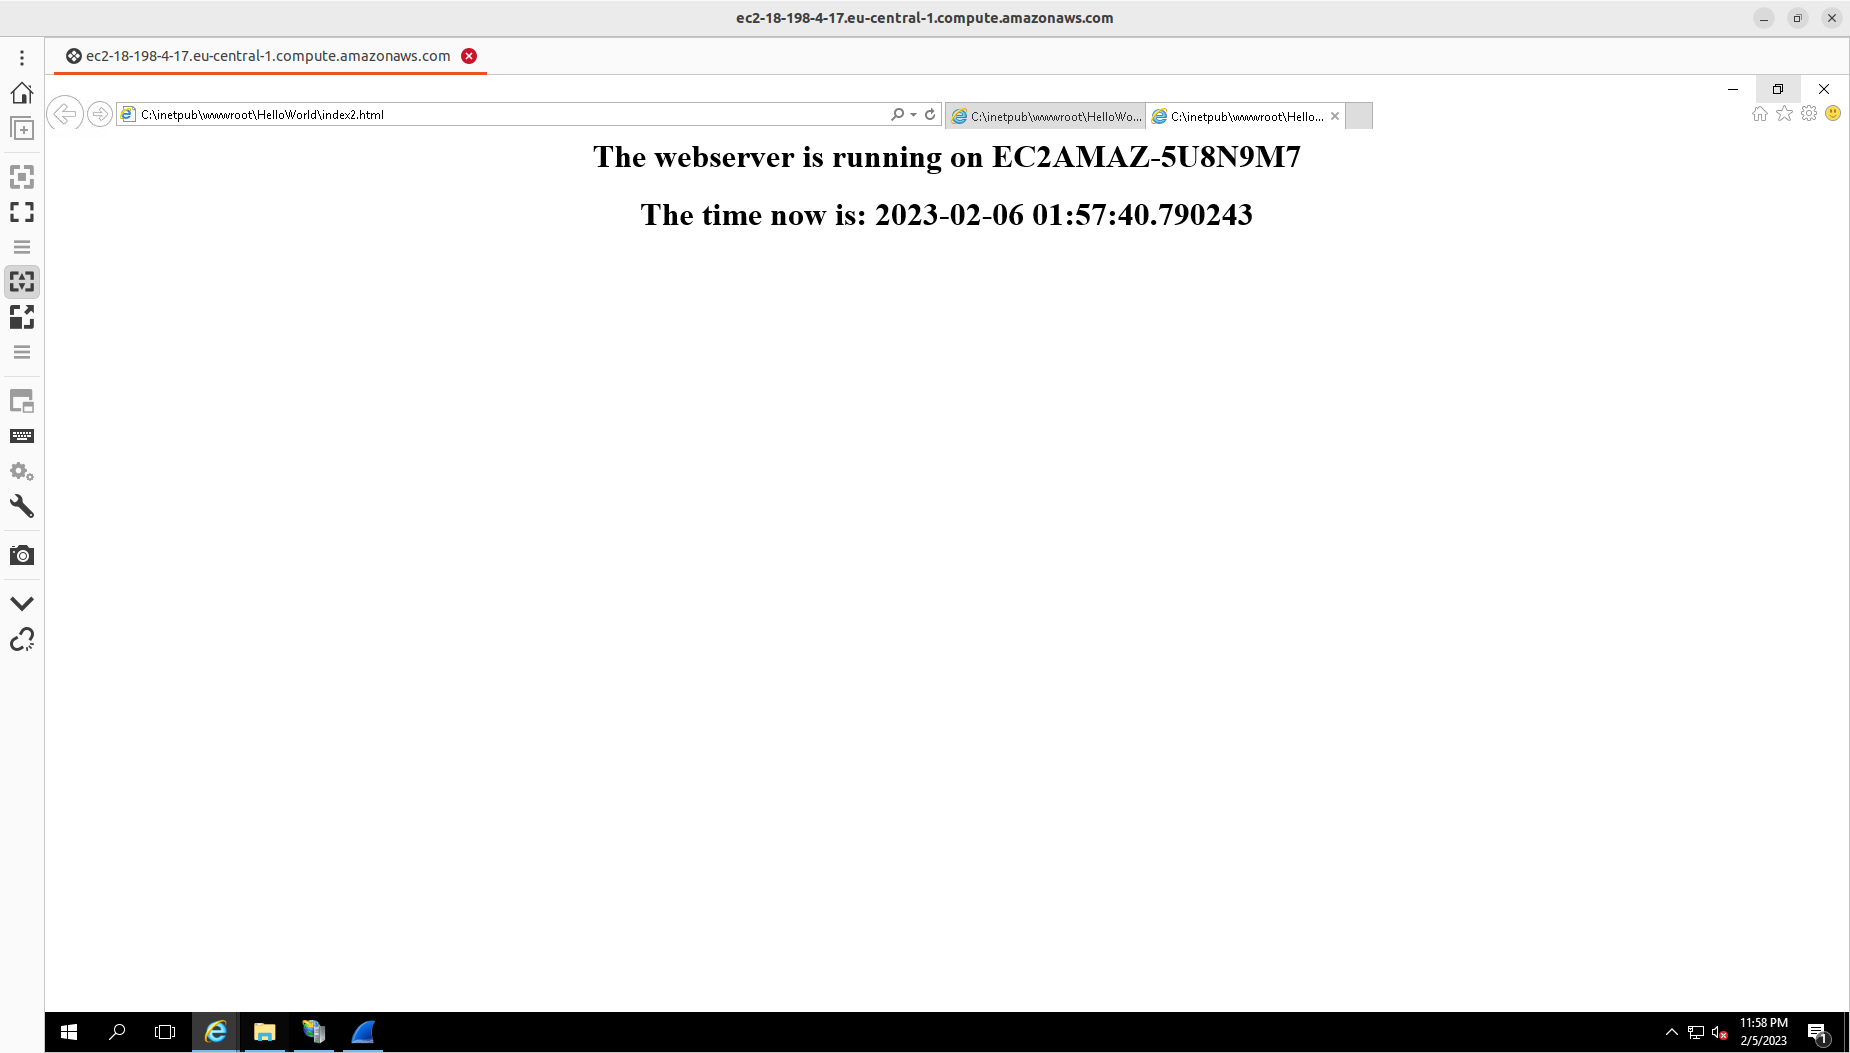 ec2-18-198-4-17.eu-central-1.compute.amazonaws.com
ec2-18-198-4-17.eu-central-1.compute.amazonaws.com
C:\inetpub\wwwroot\HelloWorld\index2.html
C:\inetpub\wwwroot\HelloWo...
C:\inetpub\wwwroot\Hello...
The webserver is running on EC2AMAZ-5U8N9M7
The time now is: 2023-02-06 01:57:40.790243
11:58 PM
2/5/2023
1